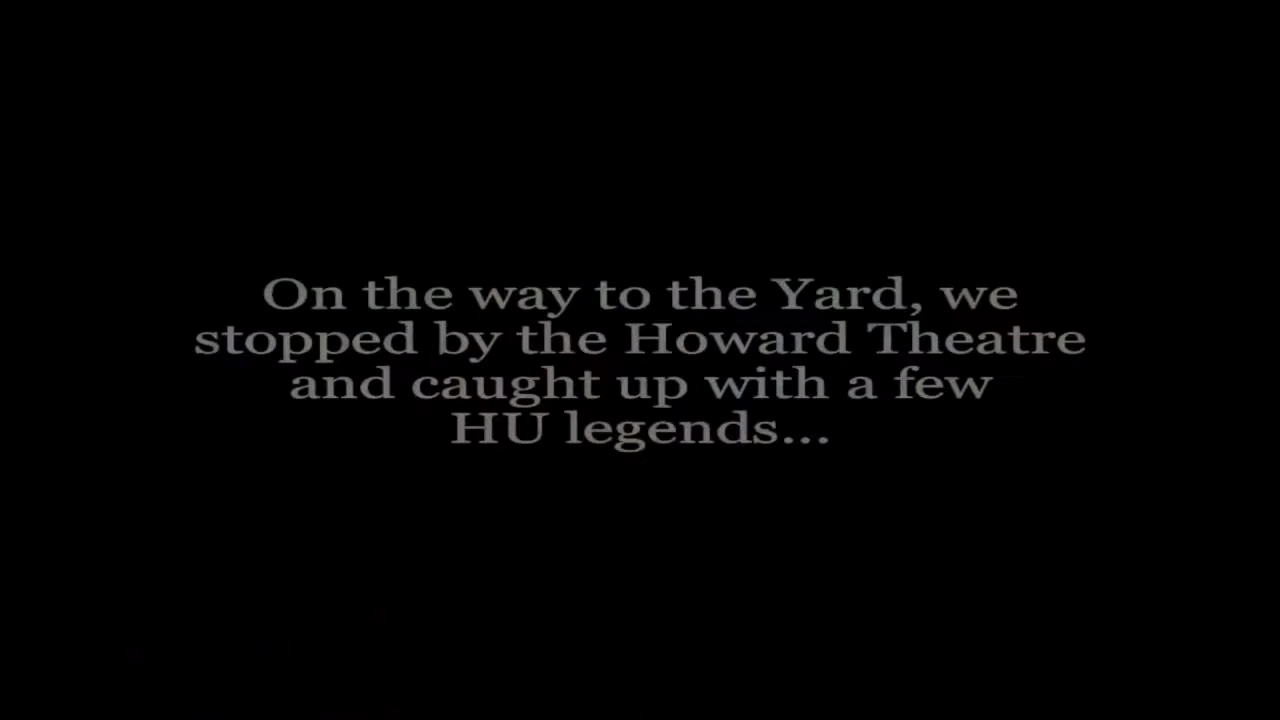 On the way to the Yard, we
stopped by the Howard Theatre
and caught up with a few
HU legends...